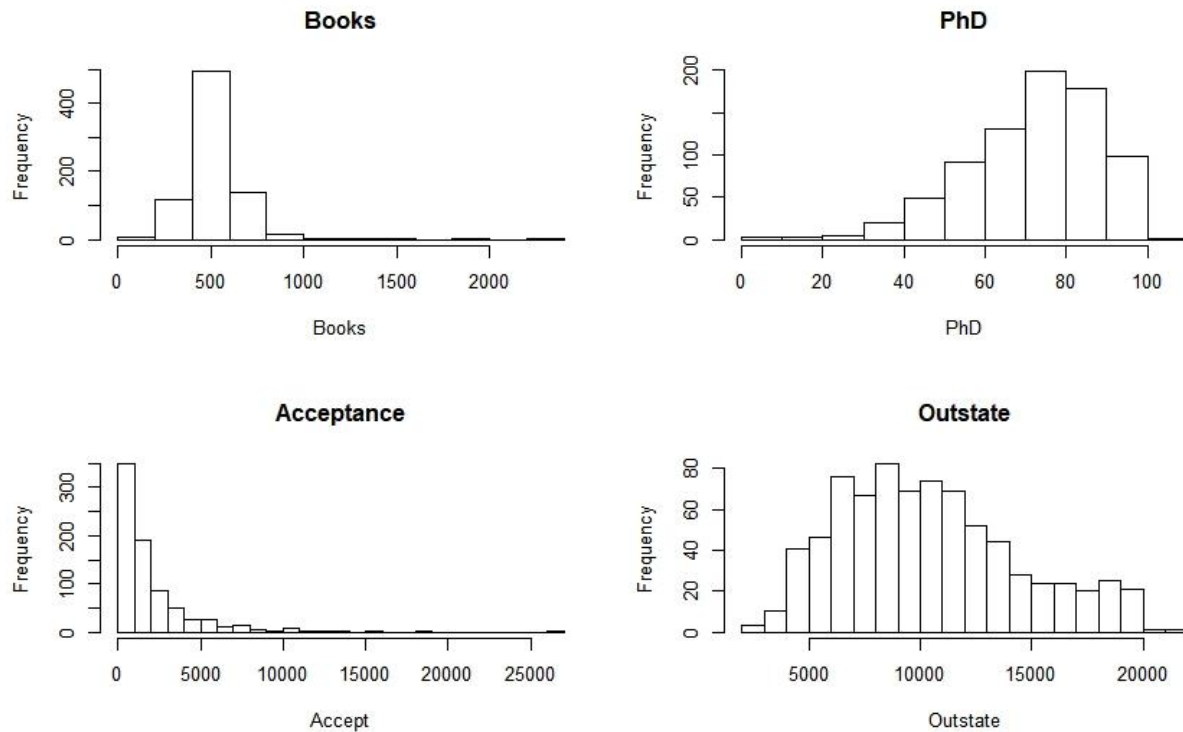 Books
Frequency
0 200 400
0 500 1000 1500 2000
Books
PhD
Frequency
0 50 100 200
0 20 40 60 80 100
PhD
Acceptance
Frequency
0 100 200 300
0 5000 10000 15000 20000 25000
Accept
Outstate
Frequency
0 20 40 60 80
5000 10000 15000 20000
Outstate